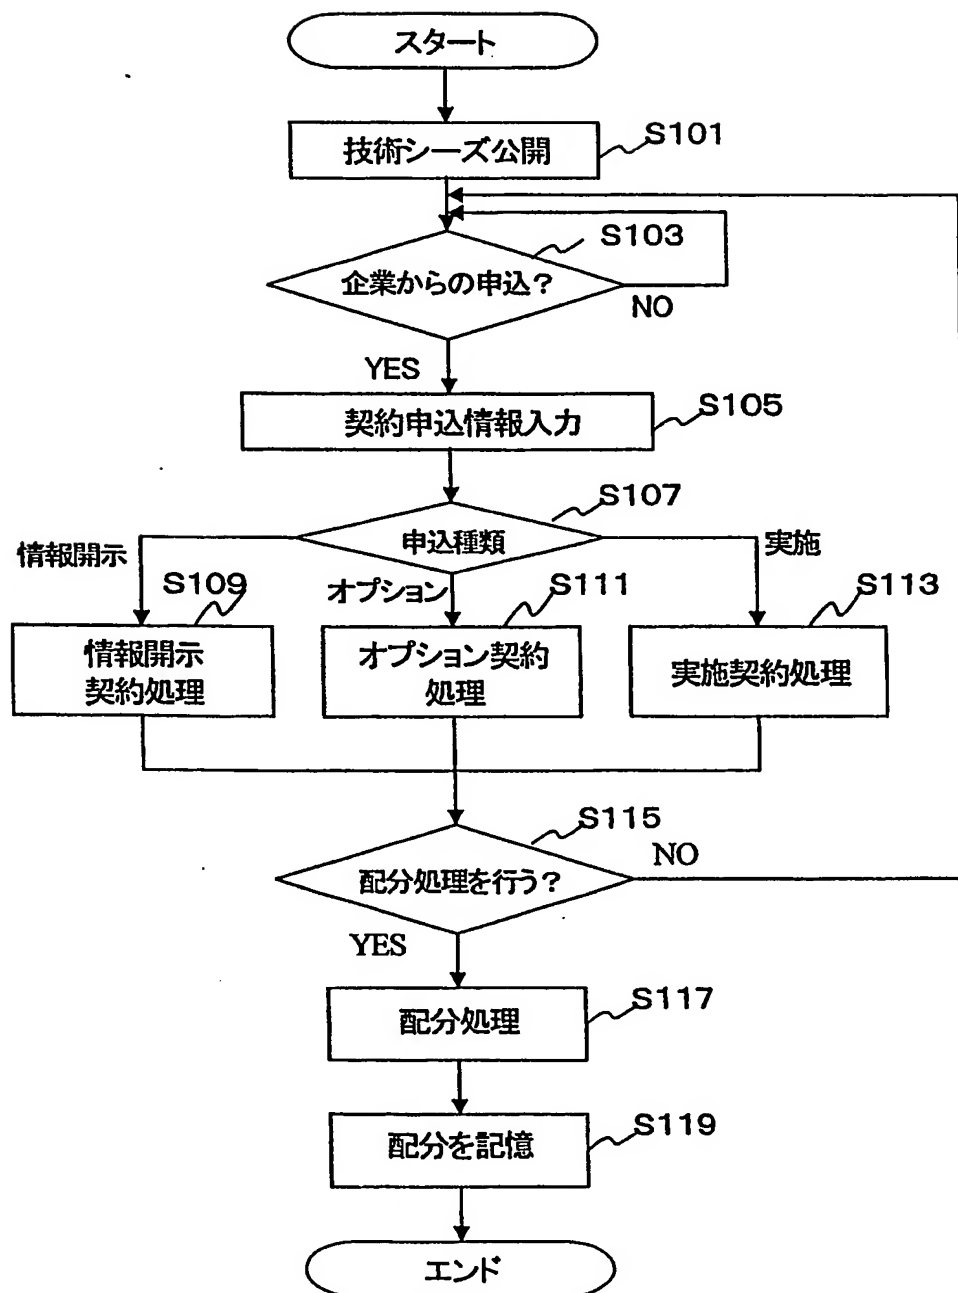 スタート
技術シーズ公開
S101
S103
企業からの申込?
NO
YES
契約申込情報入力
S105
S107
申込種類
情報開示
オプション
実施
S109
S111
S113
情報開示
契約処理
オプション契約
処理
実施契約処理
S115
配分処理を行う?
NO
YES
配分処理
S117
配分を記憶
S119
エンド